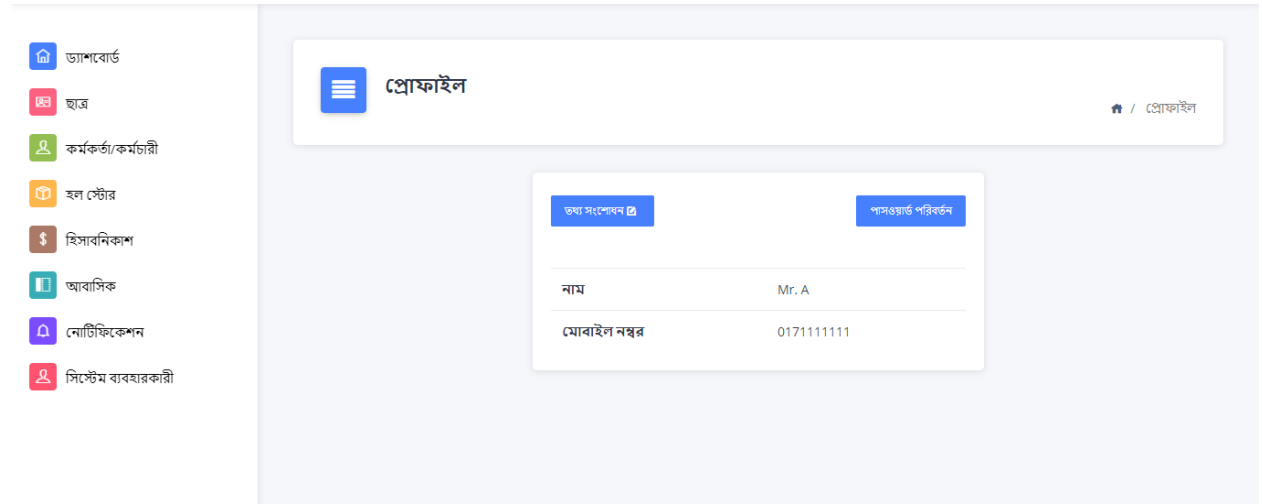 ড্যাশবোর্ড
ছাত্র
কর্মকর্তা/কর্মচারী
হল স্টোর
হিসাবনিকাশ
আবাসিক
নোটিফিকেশন
সিস্টেম ব্যবহারকারী
প্রোফাইল
/ প্রোফাইল
তথ্য সংশোধন
পাসওয়ার্ড পরিবর্তন
নাম Mr. A
মোবাইল নম্বর 0171111111